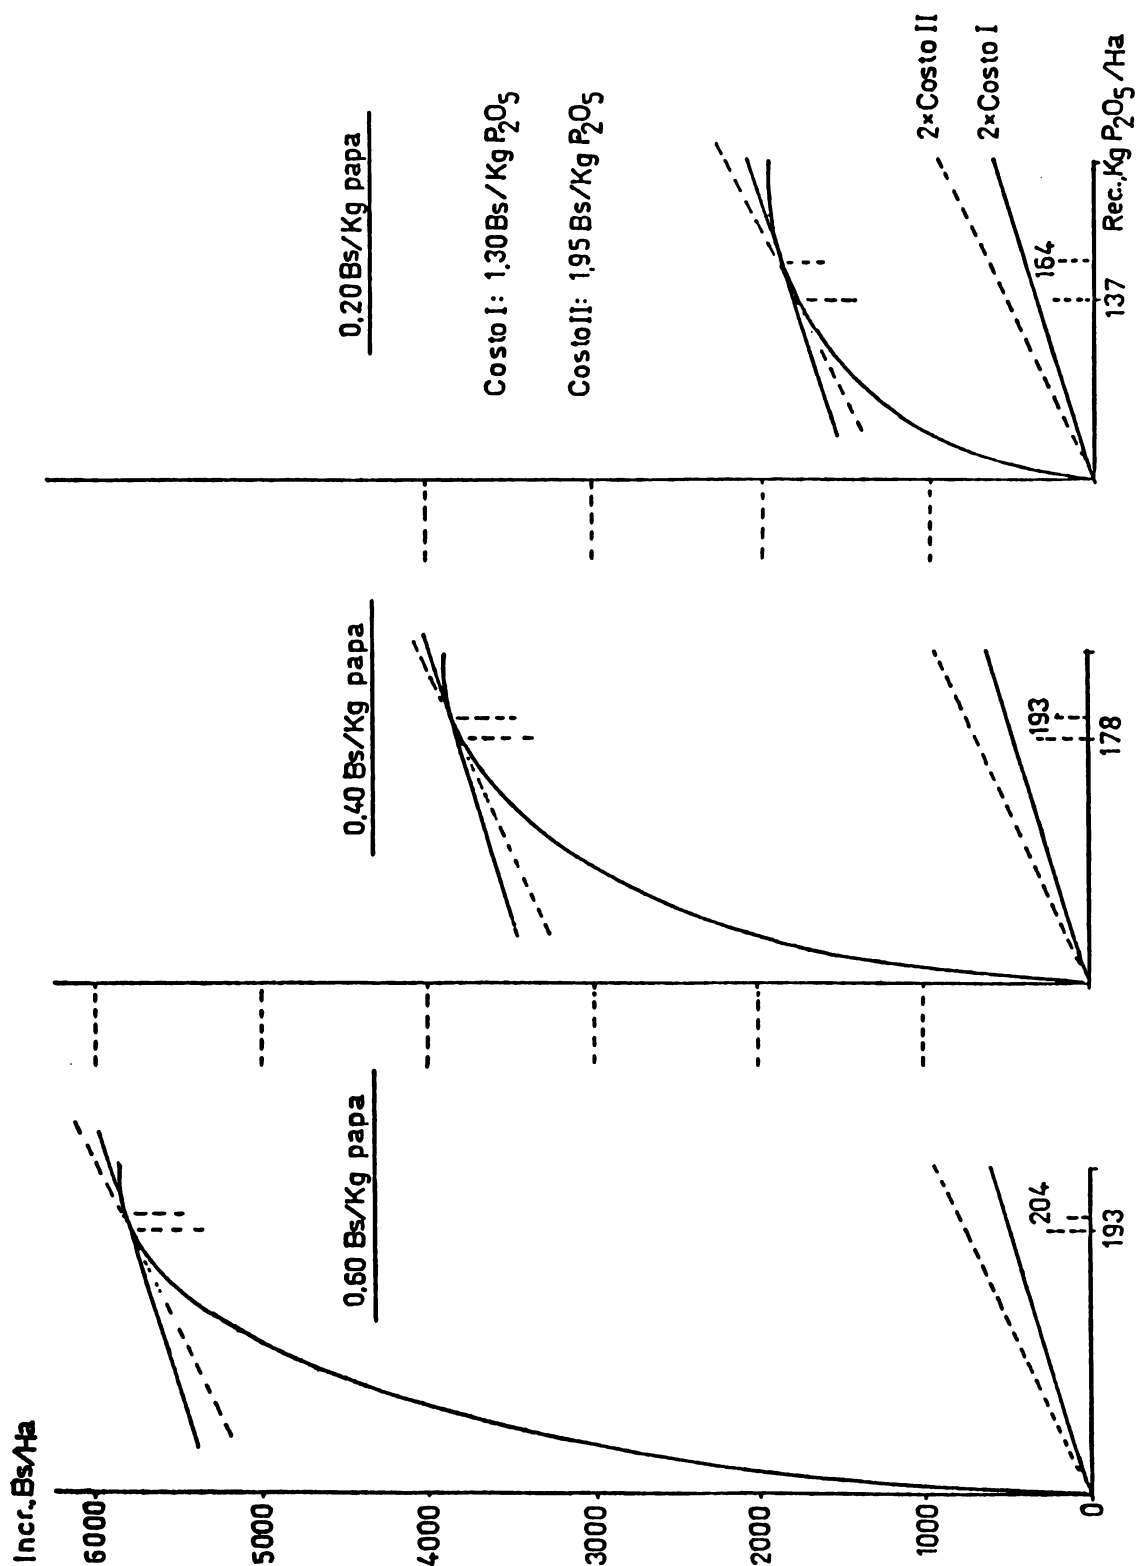 Incr., Bs/Ha
6000
5000
4000
3000
2000
1000
0
0,60 Bs/Kg papa
204
193
0,40 Bs/Kg papa
193
178
0,20 Bs/Kg papa
Costo I: 1,30 Bs/Kg P₂O₅
Costo II: 1,95 Bs/Kg P₂O₅
2×Costo II
2×Costo I
164
137
Rec., Kg P₂O₅/Ha